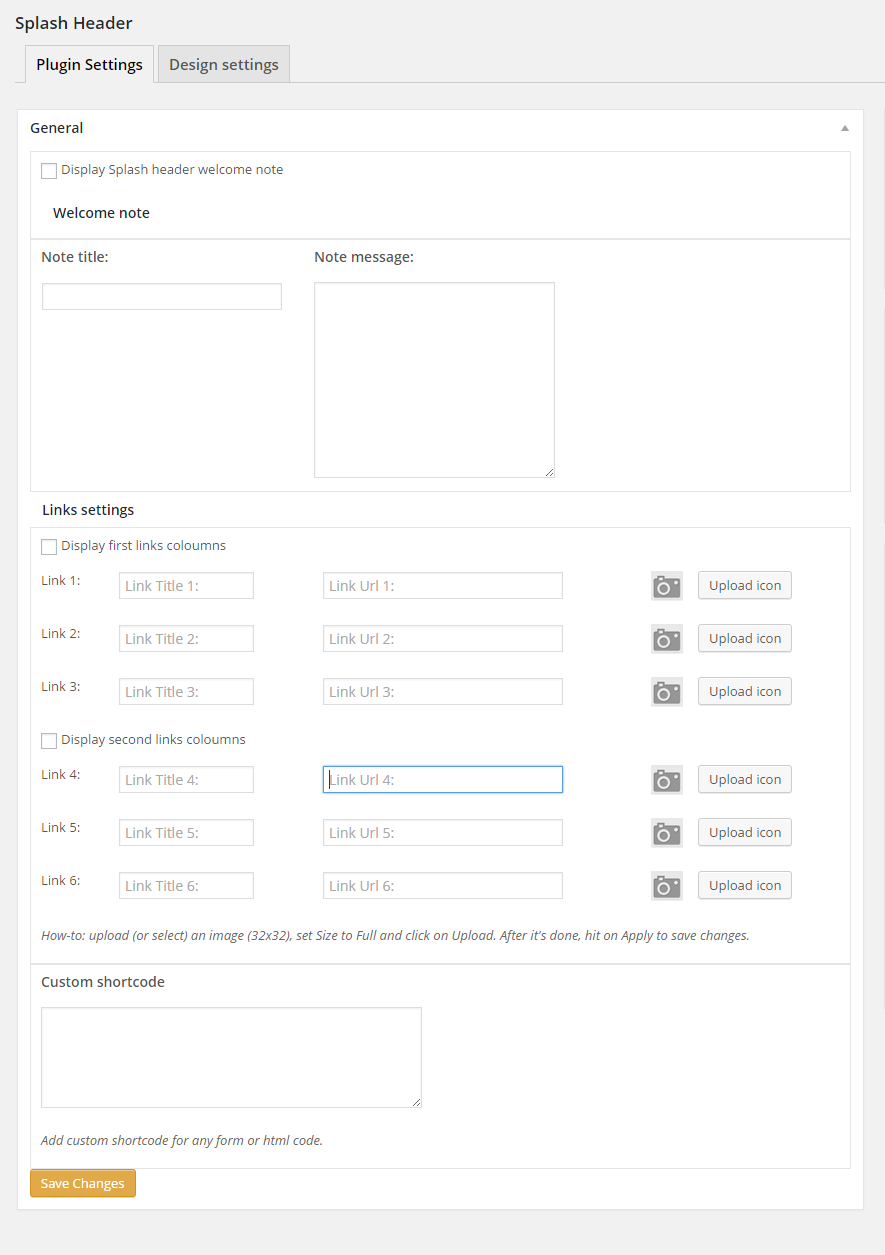 Splash Header
Plugin Settings Design settings
General
Display Splash header welcome note
Welcome note
Note title: Note message:
Links settings
Display first links coloumns
Link 1: Link Title 1: Link Url 1: Upload icon
Link 2: Link Title 2: Link Url 2: Upload icon
Link 3: Link Title 3: Link Url 3: Upload icon
Display second links coloumns
Link 4: Link Title 4: Link Url 4: Upload icon
Link 5: Link Title 5: Link Url 5: Upload icon
Link 6: Link Title 6: Link Url 6: Upload icon
How-to: upload (or select) an image (32x32), set Size to Full and click on Upload. After it's done, hit on Apply to save changes.
Custom shortcode
Add custom shortcode for any form or html code.
Save Changes